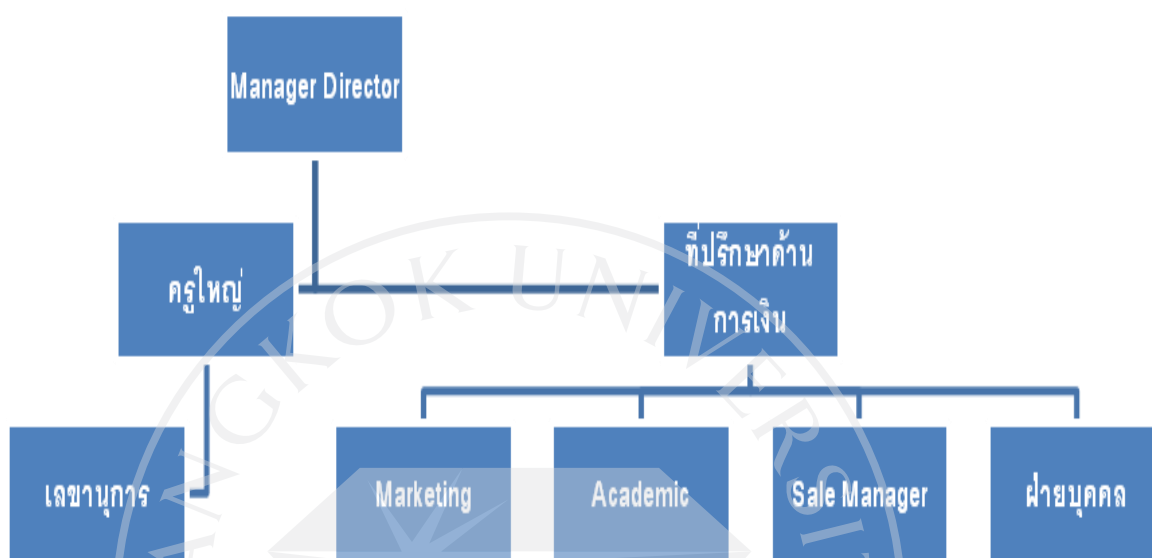 Manager Director
ครูใหญ่
ที่ปรึกษาด้าน
การเงิน
เลขานุการ
Marketing
Academic
Sale Manager
ฝ่ายบุคคล
ANGKOK UNIVERSIT